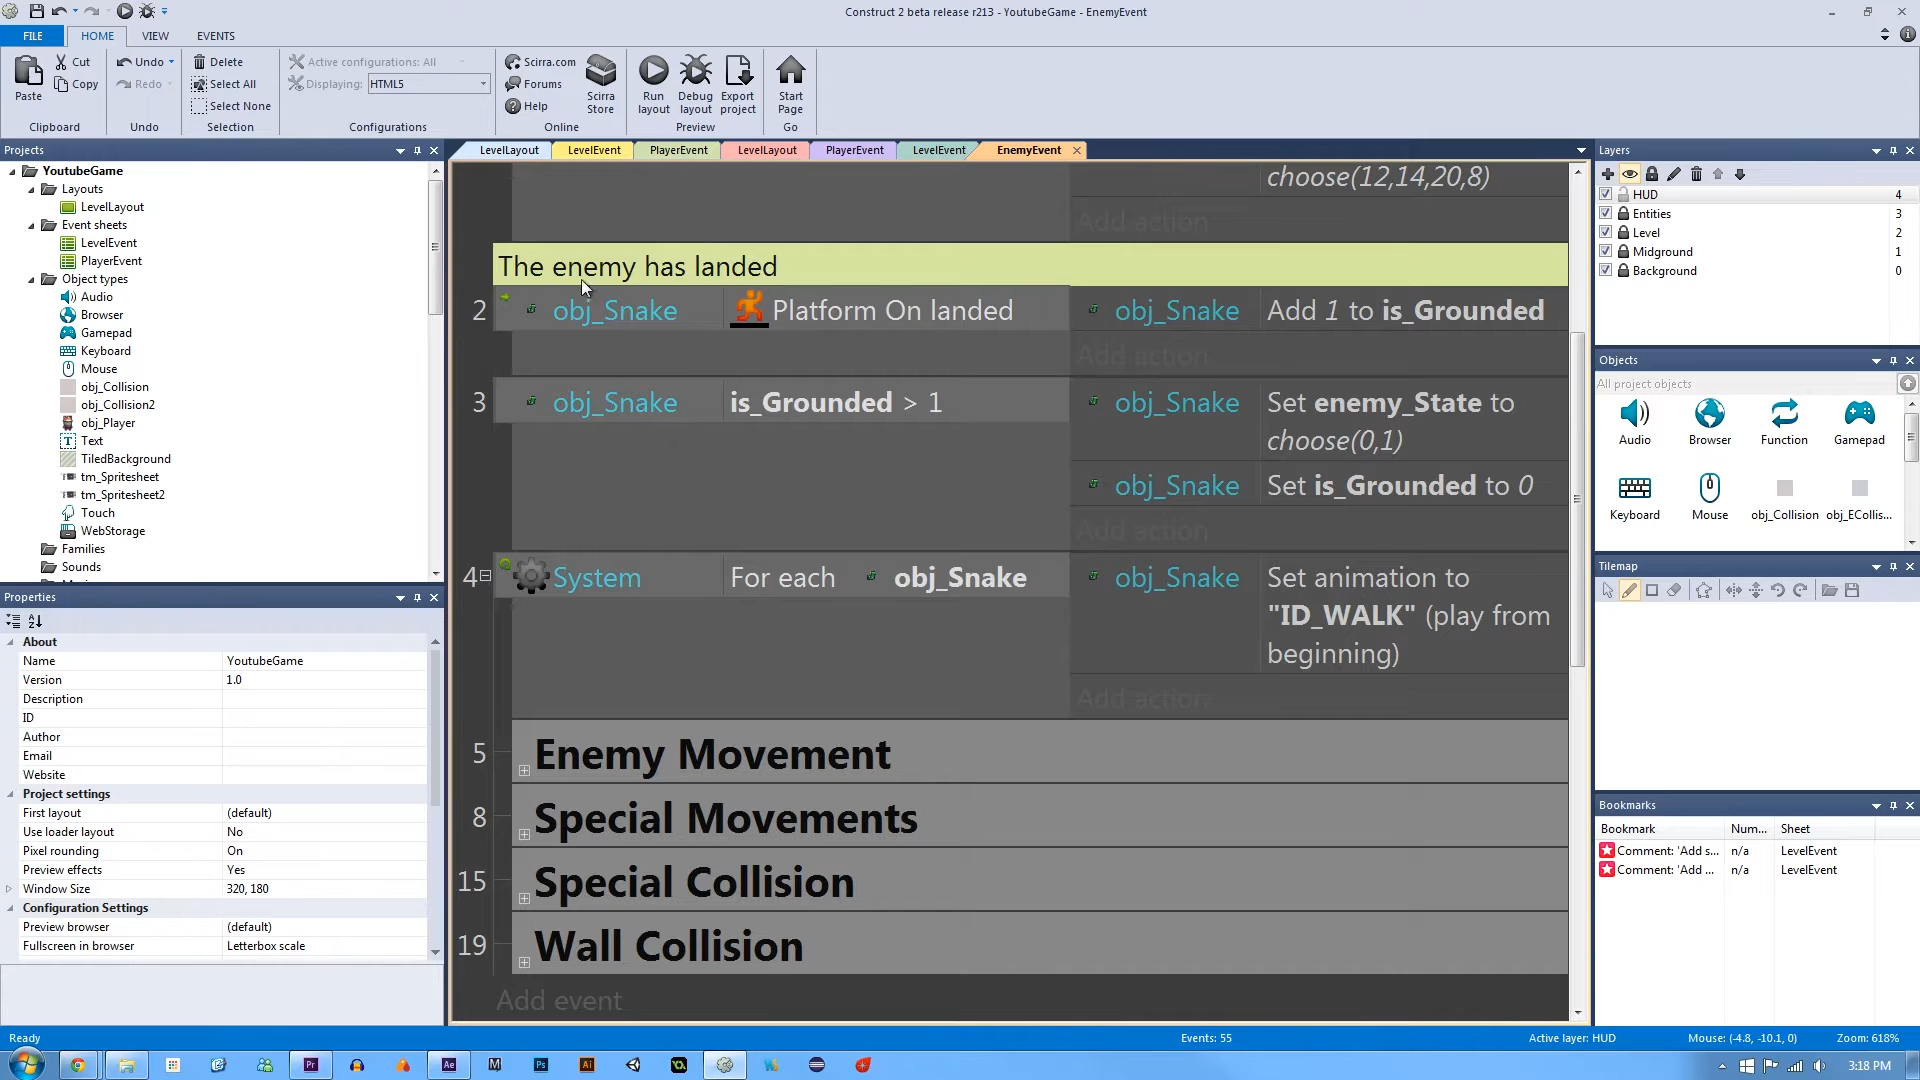 Construct 2 beta release r213 - YoutubeGame - EnemyEvent
FILE HOME VIEW EVENTS
Paste Cut Copy Undo Redo Delete Select All Select None
Active configurations: All
Displaying: HTML5
Scirra.com
Forums
Help
Scirra Store
Run layout
Debug layout
Export project
Start Page
Clipboard Undo Selection Configurations Online Preview Go
Projects
YoutubeGame
Layouts
LevelLayout
Event sheets
LevelEvent
PlayerEvent
Object types
Audio
Browser
Gamepad
Keyboard
Mouse
obj_Collision
obj_Collision2
obj_Player
Text
TiledBackground
tm_Spritesheet
tm_Spritesheet2
Touch
WebStorage
Families
Sounds
Properties
About
Name YoutubeGame
Version 1.0
Description
ID
Author
Email
Website
Project settings
First layout (default)
Use loader layout No
Pixel rounding On
Preview effects Yes
Window Size 320, 180
Configuration Settings
Preview browser (default)
Fullscreen in browser Letterbox scale
LevelLayout LevelEvent PlayerEvent LevelLayout PlayerEvent LevelEvent EnemyEvent
choose(12,14,20,8)
Add action
The enemy has landed
2 obj_Snake Platform On landed obj_Snake Add 1 to is_Grounded
Add action
3 obj_Snake is_Grounded > 1 obj_Snake Set enemy_State to
choose(0,1)
obj_Snake Set is_Grounded to 0
Add action
4 System For each obj_Snake obj_Snake Set animation to
"ID_WALK" (play from
beginning)
Add action
5 Enemy Movement
8 Special Movements
15 Special Collision
19 Wall Collision
Add event
Layers
HUD 4
Entities 3
Level 2
Midground 1
Background 0
Objects
All project objects
Audio Browser Function Gamepad
Keyboard Mouse obj_Collision obj_ECollis...
Tilemap
Bookmarks
Bookmark Num... Sheet
Comment: 'Add s... n/a LevelEvent
Comment: 'Add ... n/a LevelEvent
Ready Events: 55 Active layer: HUD Mouse: (-4.8, -10.1, 0) Zoom: 618%
Pr Ae M Ps Ai
3:18 PM